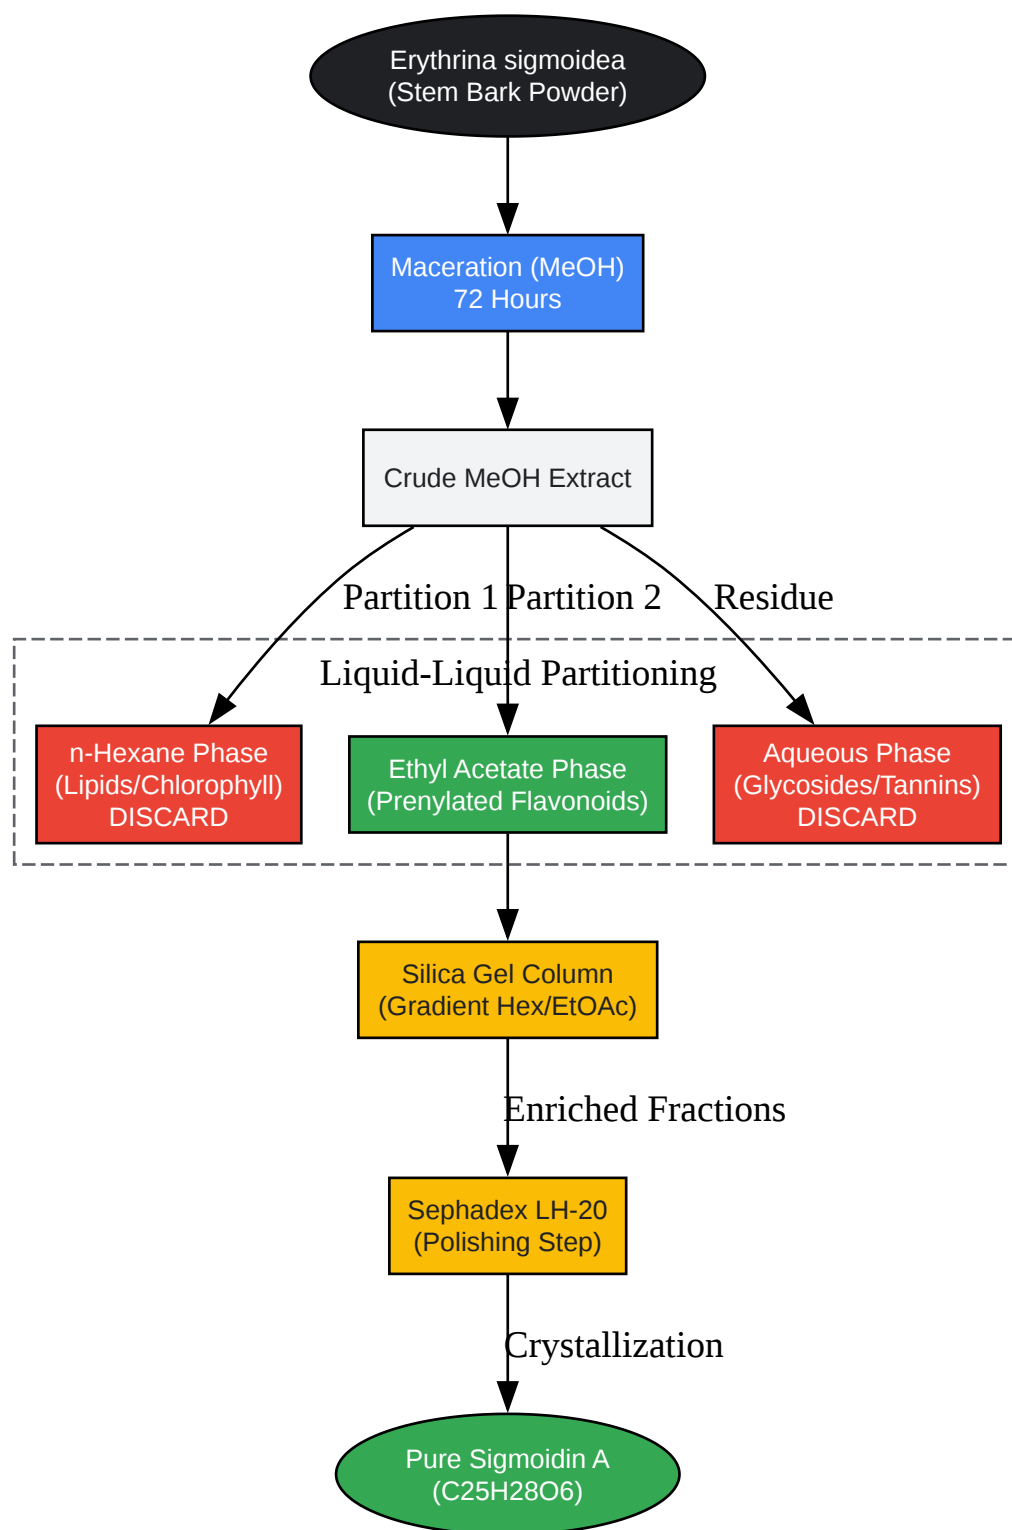 Erythrina sigmoidea
(Stem Bark Powder)
Maceration (MeOH)
72 Hours
Crude MeOH Extract
Partition 1
Partition 2
Residue
Liquid-Liquid Partitioning
n-Hexane Phase
(Lipids/Chlorophyll)
DISCARD
Ethyl Acetate Phase
(Prenylated Flavonoids)
Aqueous Phase
(Glycosides/Tannins)
DISCARD
Silica Gel Column
(Gradient Hex/EtOAc)
Enriched Fractions
Sephadex LH-20
(Polishing Step)
Crystallization
Pure Sigmoidin A
(C25H28O6)